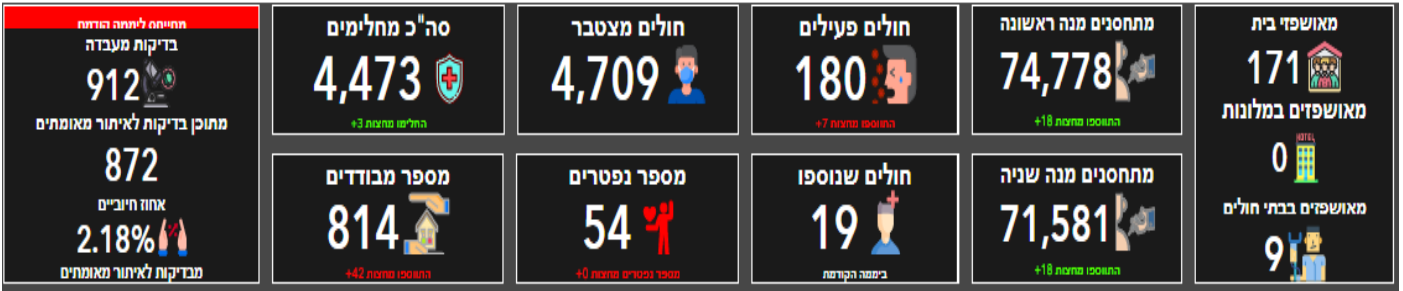 מאושפזי בית
171
מאושפזים במלונות
HOTEL
0
מאושפזים בבתי חולים
9
מתחסנים מנה ראשונה
74,778
התווספו מחצות 18+
מתחסנים מנה שניה
71,581
התווספו מחצות 18+
חולים פעילים
180
התווספו מחצות 7+
חולים שנוספו
19
ביממה הקודמת
חולים מצטבר
4,709
מספר נפטרים
54
מספר נפטרים מחצות 0+
סה"כ מחלימים
4,473
החלימו מחצות 3+
מספר מבודדים
814
התווספו מחצות 42+
מתייחס ליממה קודמת
בדיקות מעבדה
912
מתוכן בדיקות לאיתור מאומתים
872
אחוז חיוביים
2.18%
מבדיקות לאיתור מאומתים